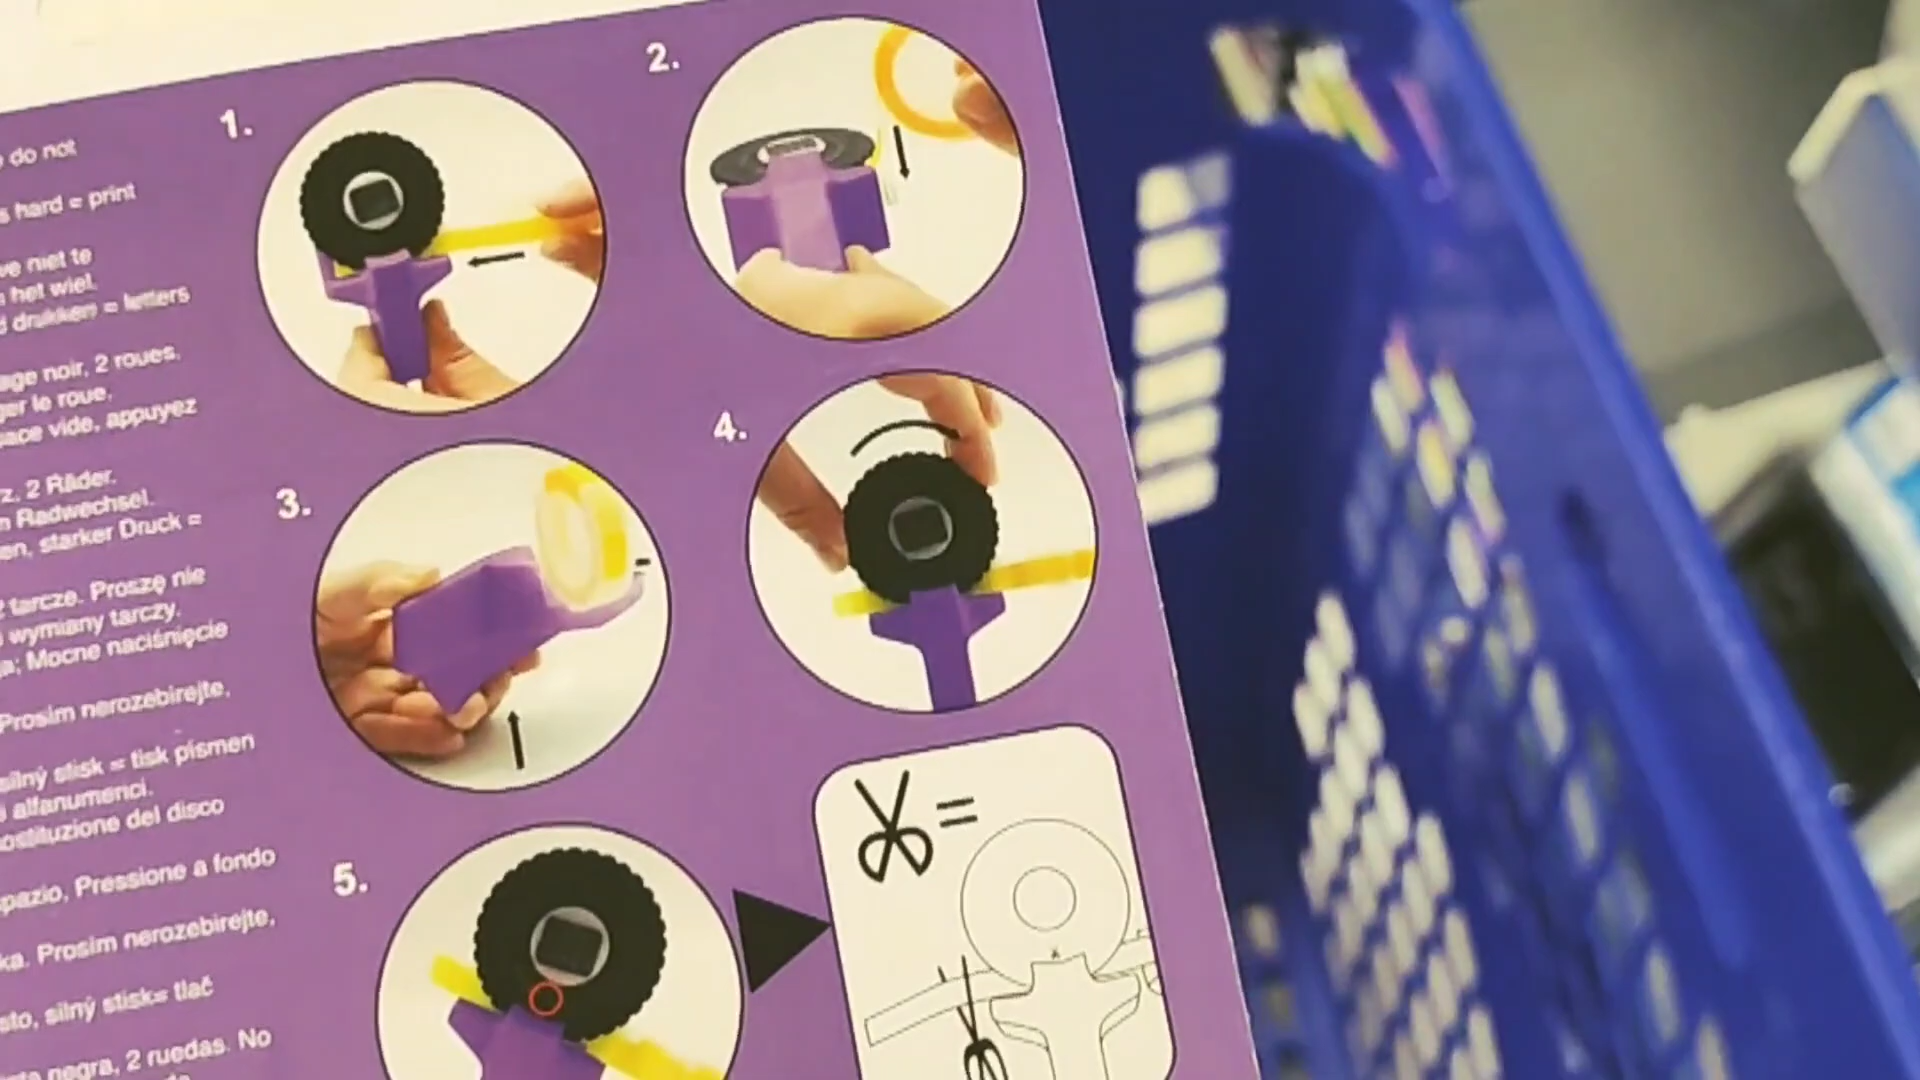 do not
1.
2.
s hard = print
ve niet te
het wiel.
drukken = letters
age noir, 2 roues.
ger le roue.
pace vide, appuyez
4.
z, 2 Räder.
n Radwechsel.
en, starker Druck =
3.
tarcze. Proszę nie
wymiany tarczy.
a; Mocne naciśnięcie
Prosím nerozebirejte,
silný stisk = tisk písmen
alfanumerici.
ostituzione del disco
=
pazio, Pressione a fondo
5.
ka. Prosim nerozebirejte,
sto, silný stisk= tlač
negra, 2 ruedas. No